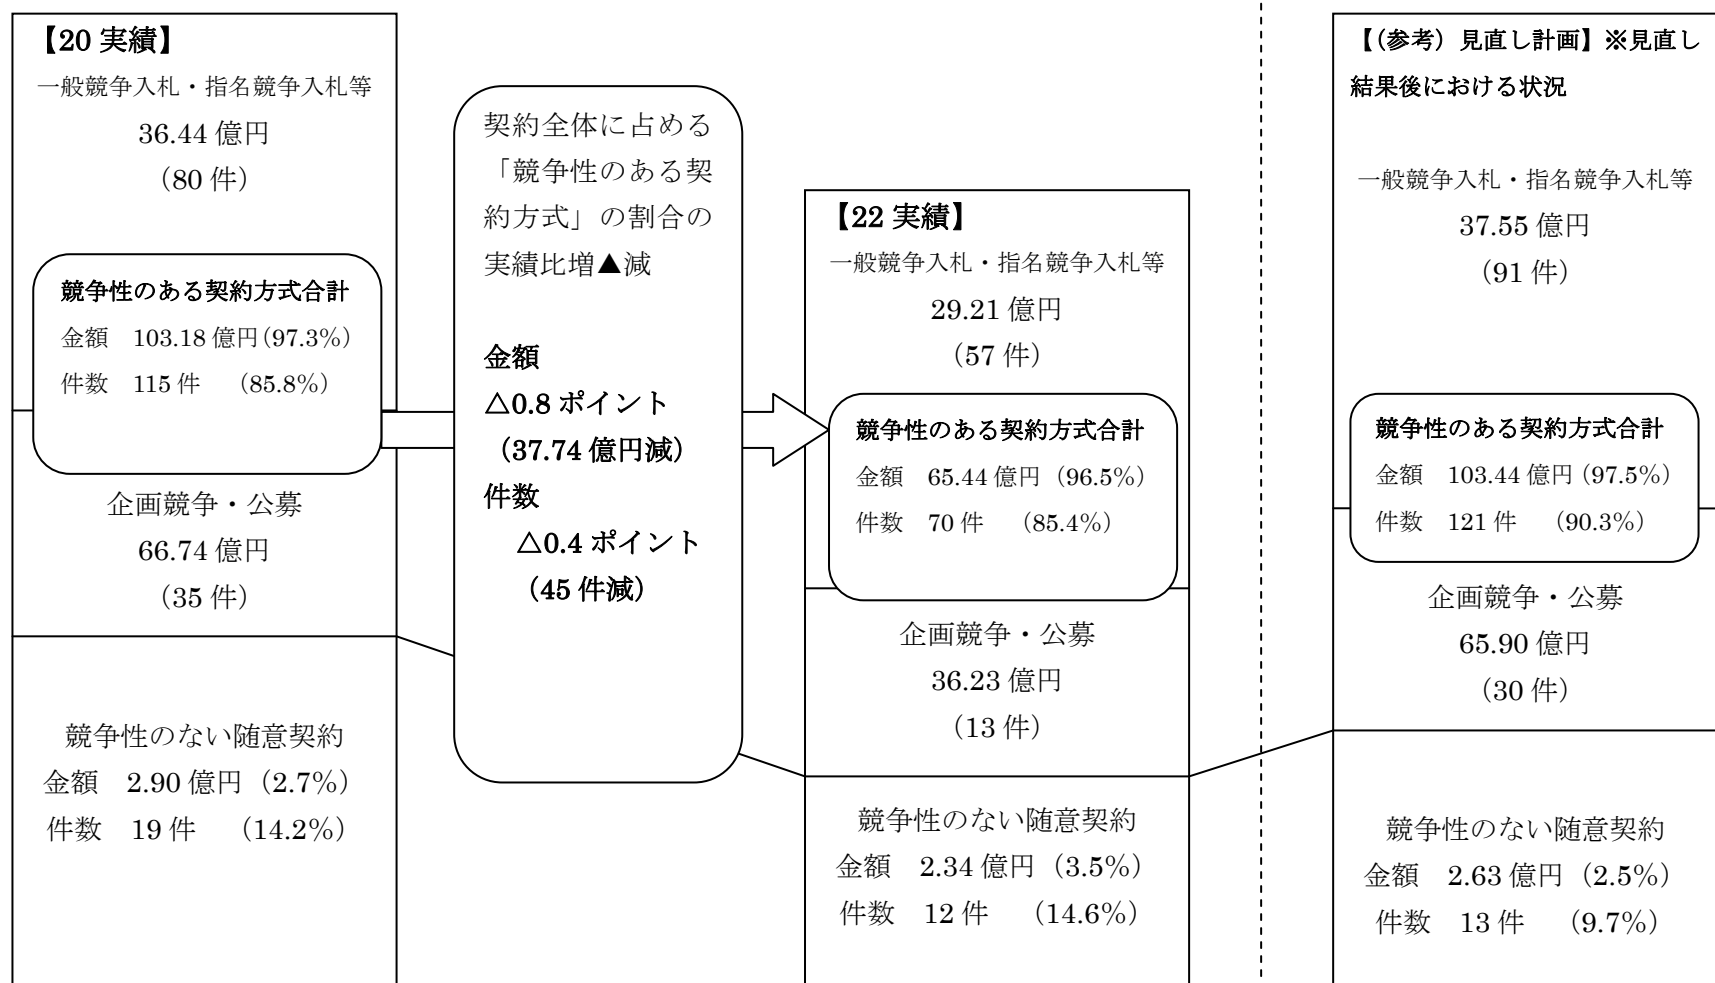 【20 実績】
一般競争入札・指名競争入札等
36.44 億円
（80 件）
競争性のある契約方式合計
金額　103.18 億円（97.3%）
件数　115 件　（85.8%）
企画競争・公募
66.74 億円
（35 件）
競争性のない随意契約
金額　2.90 億円（2.7%）
件数　19 件　（14.2%）
契約全体に占める
「競争性のある契
約方式」の割合の
実績比増▲減
金額
△0.8 ポイント
（37.74 億円減）
件数
△0.4 ポイント
（45 件減）
【22 実績】
一般競争入札・指名競争入札等
29.21 億円
（57 件）
競争性のある契約方式合計
金額　65.44 億円（96.5%）
件数　70 件　（85.4%）
企画競争・公募
36.23 億円
（13 件）
競争性のない随意契約
金額　2.34 億円（3.5%）
件数　12 件　（14.6%）
【（参考）見直し計画】※見直し
結果後における状況
一般競争入札・指名競争入札等
37.55 億円
（91 件）
競争性のある契約方式合計
金額　103.44 億円（97.5%）
件数　121 件　（90.3%）
企画競争・公募
65.90 億円
（30 件）
競争性のない随意契約
金額　2.63 億円（2.5%）
件数　13 件　（9.7%）